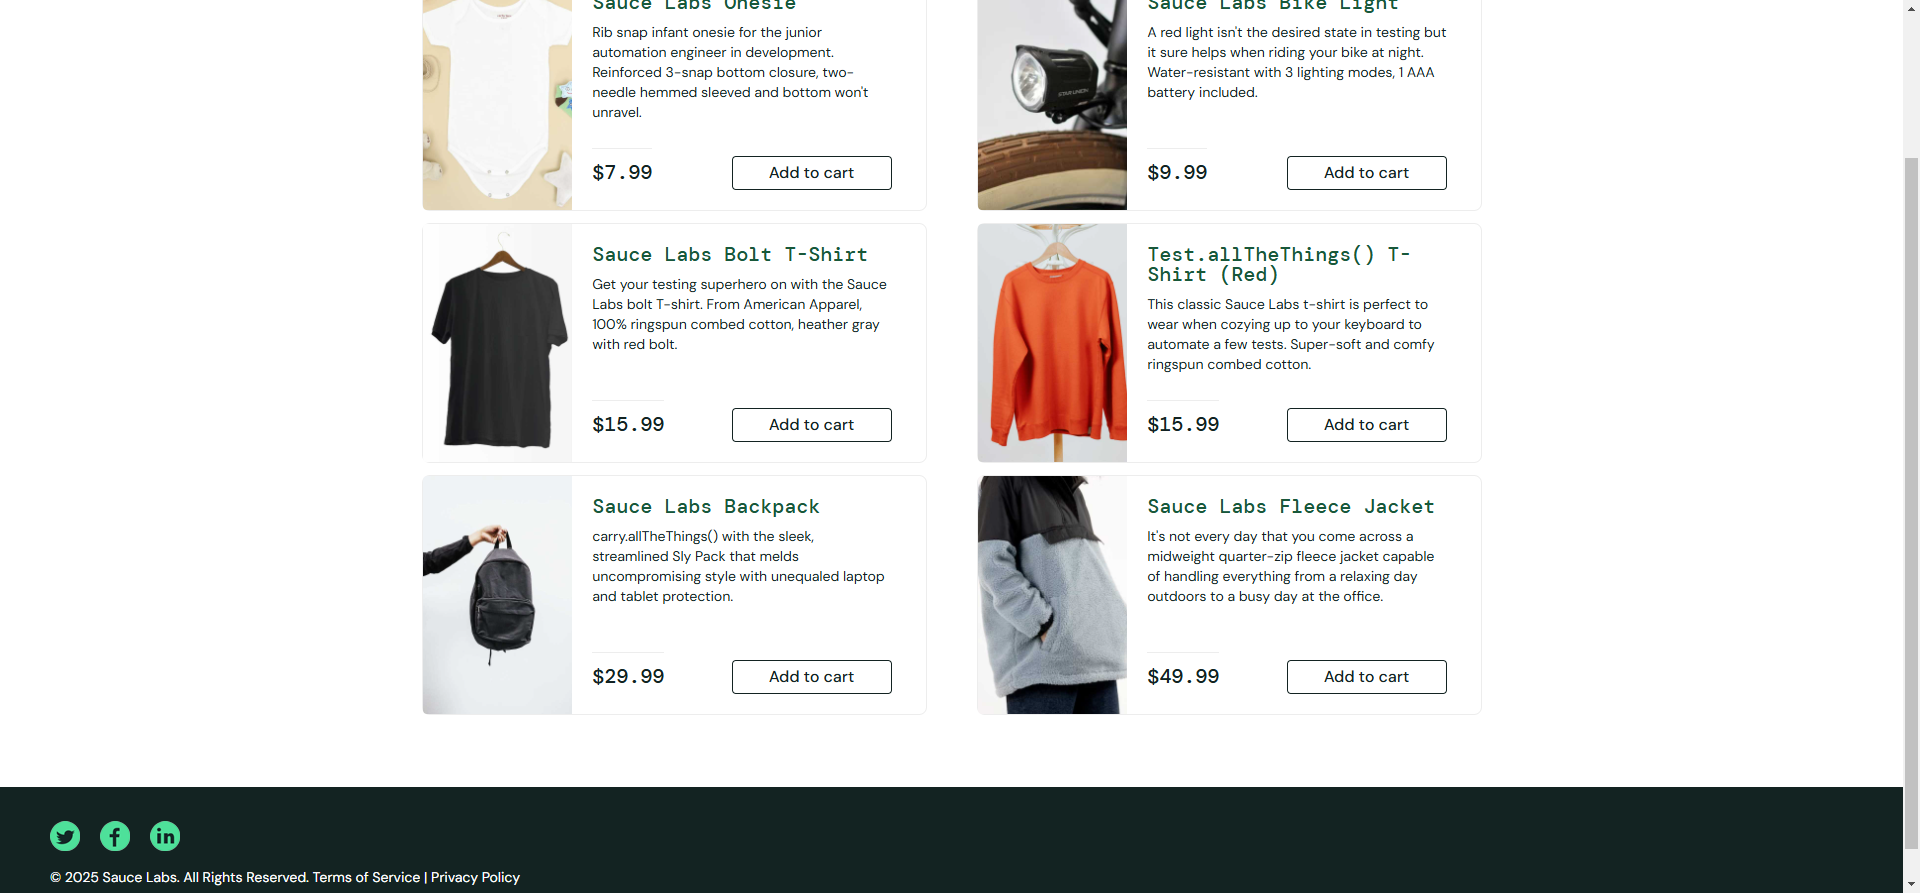 Sauce Labs Onesie
Rib snap infant onesie for the junior
automation engineer in development.
Reinforced 3-snap bottom closure, two-
needle hemmed sleeved and bottom won't
unravel.
$7.99
Add to cart
Sauce Labs Bike Light
A red light isn't the desired state in testing but
it sure helps when riding your bike at night.
Water-resistant with 3 lighting modes, 1 AAA
battery included.
STAR UNION
$9.99
Add to cart
Sauce Labs Bolt T-Shirt
Get your testing superhero on with the Sauce
Labs bolt T-shirt. From American Apparel,
100% ringspun combed cotton, heather gray
with red bolt.
$15.99
Add to cart
Test.allTheThings() T-
Shirt (Red)
This classic Sauce Labs t-shirt is perfect to
wear when cozying up to your keyboard to
automate a few tests. Super-soft and comfy
ringspun combed cotton.
$15.99
Add to cart
Sauce Labs Backpack
carry.allTheThings() with the sleek,
streamlined Sly Pack that melds
uncompromising style with unequaled laptop
and tablet protection.
$29.99
Add to cart
Sauce Labs Fleece Jacket
It's not every day that you come across a
midweight quarter-zip fleece jacket capable
of handling everything from a relaxing day
outdoors to a busy day at the office.
$49.99
Add to cart
© 2025 Sauce Labs. All Rights Reserved. Terms of Service | Privacy Policy